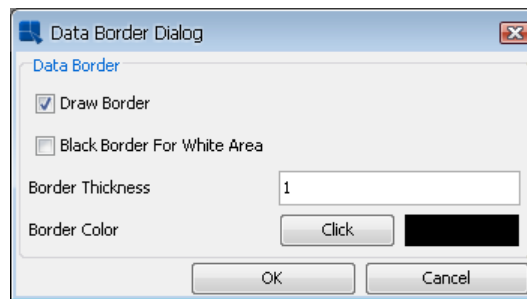 Data Border Dialog
Data Border
Draw Border
Black Border For White Area
Border Thickness 1
Border Color Click
OK Cancel